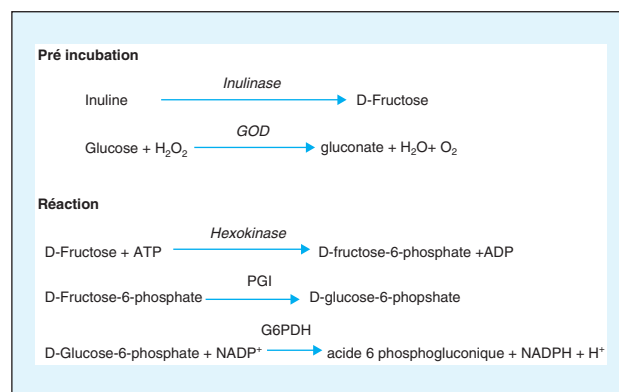 Pré incubation
Inulinase
Inuline D-Fructose
GOD
Glucose + H₂O₂ gluconate + H₂O+ O₂
Réaction
Hexokinase
D-Fructose + ATP D-fructose-6-phosphate +ADP
PGI
D-Fructose-6-phosphate D-glucose-6-phopshate
G6PDH
D-Glucose-6-phosphate + NADP⁺ acide 6 phosphogluconique + NADPH + H⁺